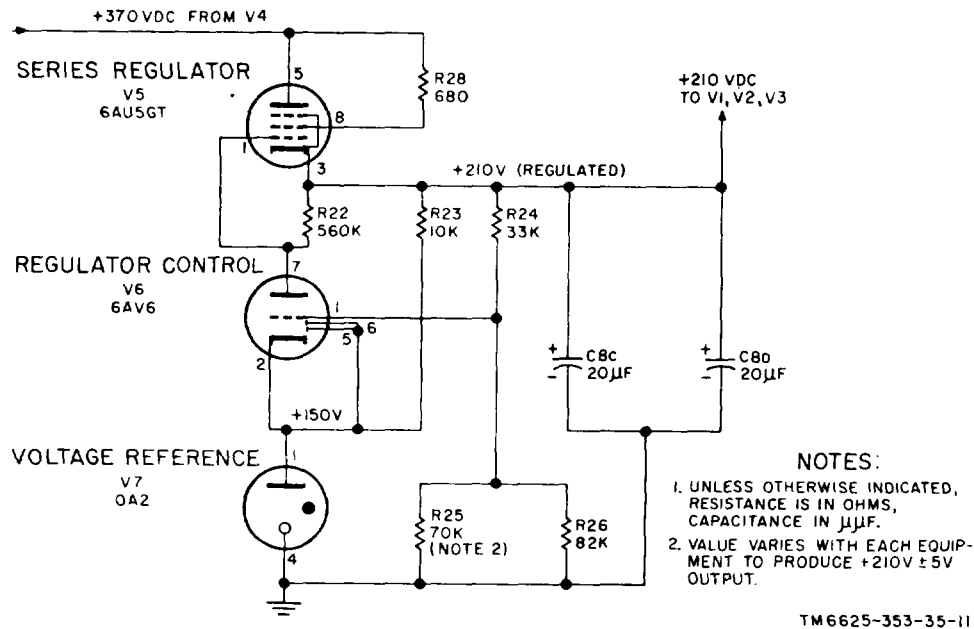 +370VDC FROM V4
SERIES REGULATOR
V5
6AU5GT
5
8
1
3
R28
680
+210 VDC
TO V1, V2, V3
+210V (REGULATED)
R22
560K
R23
10K
R24
33K
REGULATOR CONTROL
V6
6AV6
7
1
6
5
2
+
-
C8C
20µF
+
-
C8D
20µF
+150V
VOLTAGE REFERENCE
V7
OA2
1
4
R25
70K
(NOTE 2)
R26
82K
NOTES:
1. UNLESS OTHERWISE INDICATED,
RESISTANCE IS IN OHMS,
CAPACITANCE IN µµF.
2. VALUE VARIES WITH EACH EQUIP-
MENT TO PRODUCE +210V ±5V
OUTPUT.
TM6625-353-35-11